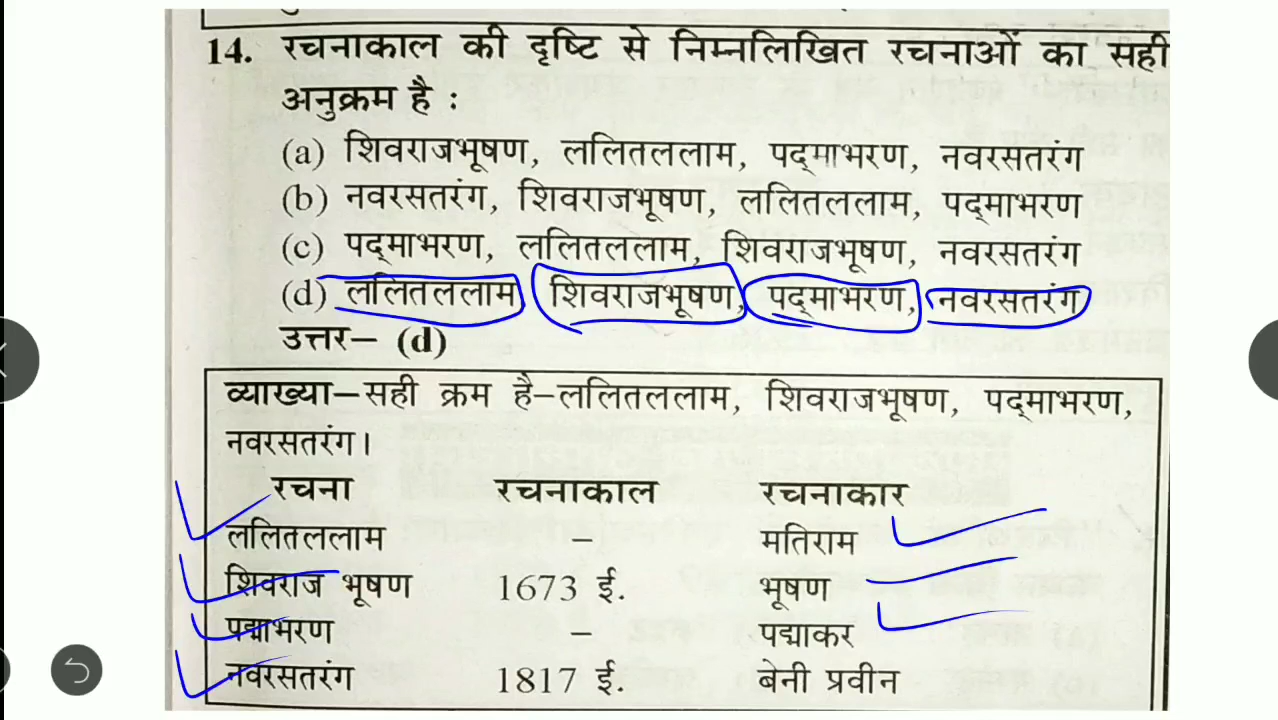 14. रचनाकाल की दृष्टि से निम्नलिखित रचनाओं का सही
अनुक्रम है :
(a) शिवराजभूषण, ललितललाम, पद्‌माभरण, नवरसतरंग
(b) नवरसतरंग, शिवराजभूषण, ललितललाम, पद्‌माभरण
(c) पद्‌माभरण, ललितललाम, शिवराजभूषण, नवरसतरंग
(d) ललितललाम, शिवराजभूषण, पद्‌माभरण, नवरसतरंग
उत्तर– (d)
व्याख्या–सही क्रम है–ललितललाम, शिवराजभूषण, पद्‌माभरण,
नवरसतरंग।
रचना रचनाकाल रचनाकार
ललितललाम – मतिराम
शिवराज भूषण 1673 ई. भूषण
पद्माभरण – पद्माकर
नवरसतरंग 1817 ई. बेनी प्रवीन